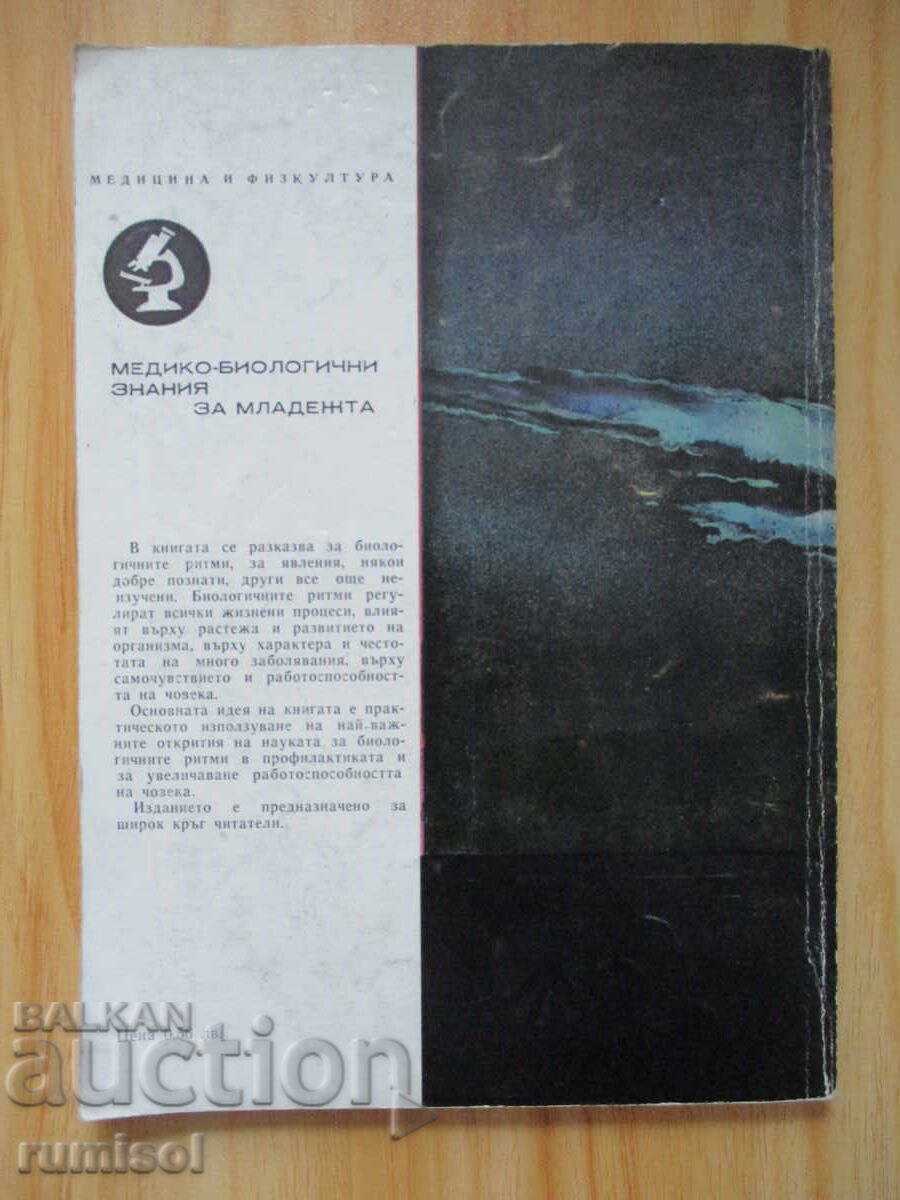 МЕДИЦИНА И ФИЗКУЛТУРА
МЕДИКО-БИОЛОГИЧНИ
ЗНАНИЯ
ЗА МЛАДЕЖТА
В книгата се разказва за биоло-
гичните ритми, за явления, някои
добре познати, други все още не-
изучени. Биологичните ритми регу-
лират всички жизнени процеси, влия-
ят върху растежа и развитието на
организма, върху характера и често-
тата на много заболявания, върху
самочувствието и работоспособност-
та на човека.
Основната идея на книгата е прак-
тическото използуване на най-важ-
ните открития на науката за биоло-
гичните ритми в профилактиката и
за увеличаване работоспособността
на човека.
Изданието е предназначено за
широк кръг читатели.
Цена лв.
BALKAN
auction
rumisol